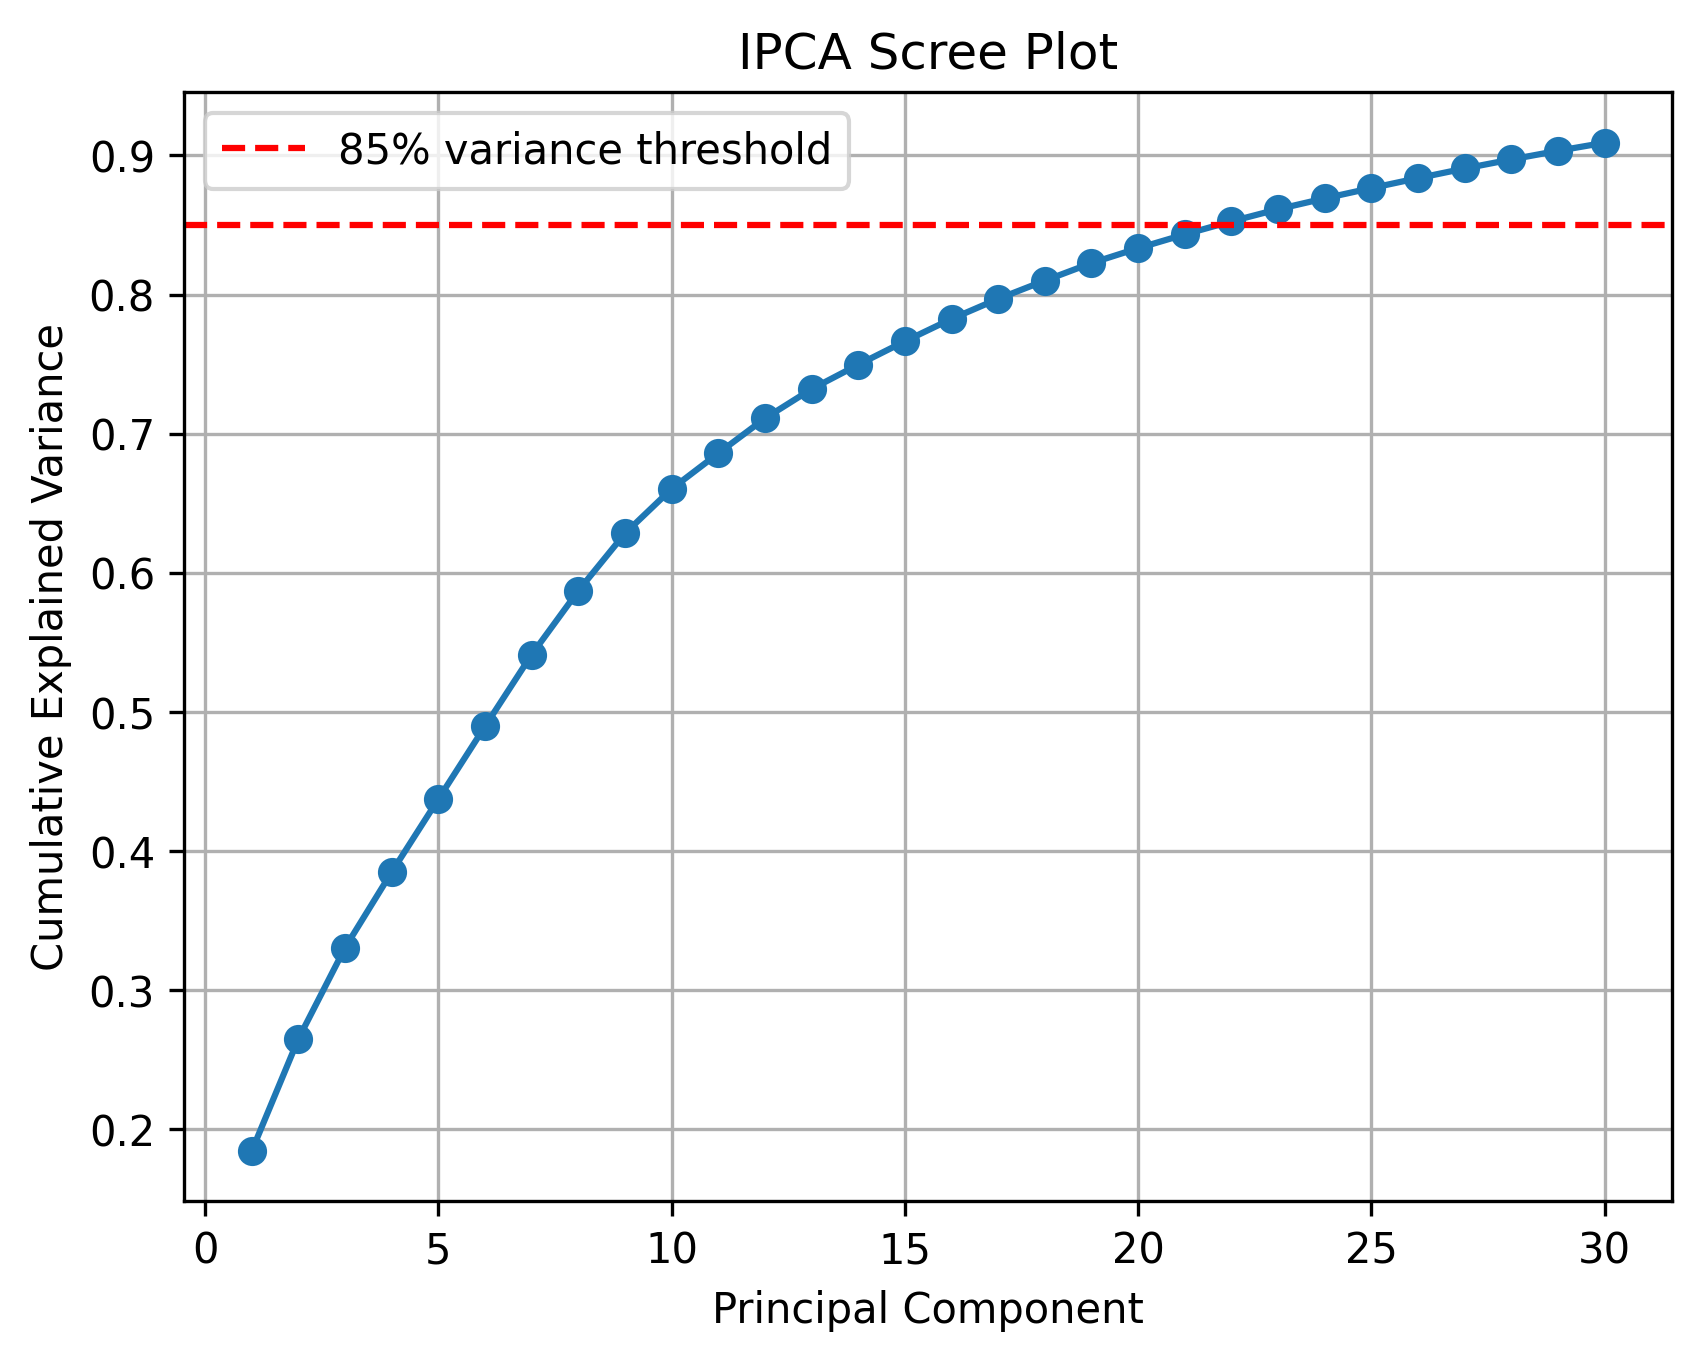 IPCA Scree Plot
85% variance threshold
Cumulative Explained Variance
0.9
0.8
0.7
0.6
0.5
0.4
0.3
0.2
0 5 10 15 20 25 30
Principal Component